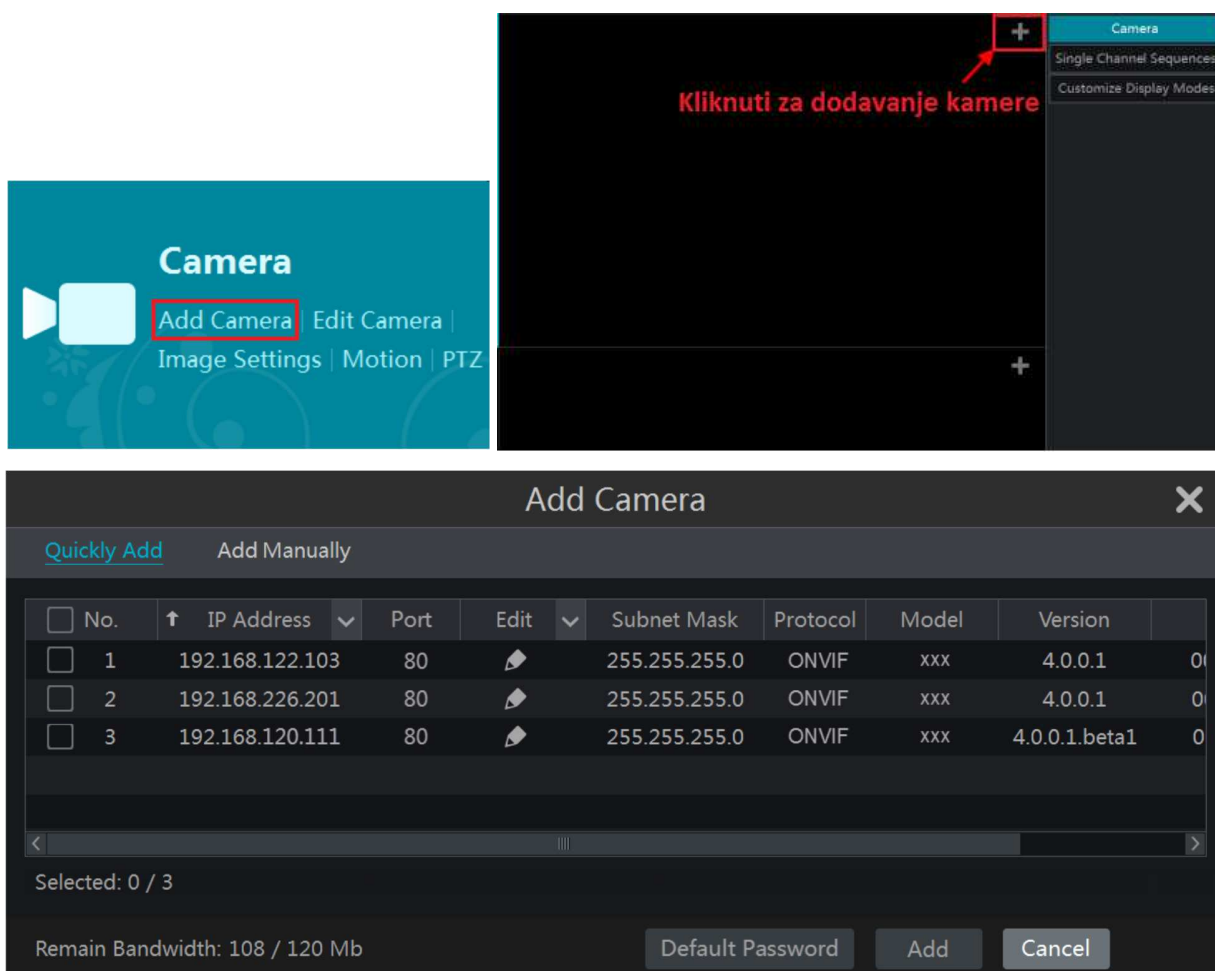 Camera
Single Channel Sequences
Kliknuti za dodavanje kamere
Customize Display Modes
Camera
Add Camera | Edit Camera |
Image Settings | Motion | PTZ
Add Camera
Quickly Add Add Manually
No. IP Address Port Edit Subnet Mask Protocol Model Version
1 192.168.122.103 80 255.255.255.0 ONVIF xxx 4.0.0.1
2 192.168.226.201 80 255.255.255.0 ONVIF xxx 4.0.0.1
3 192.168.120.111 80 255.255.255.0 ONVIF xxx 4.0.0.1.beta1
Selected: 0 / 3
Remain Bandwidth: 108 / 120 Mb Default Password Add Cancel